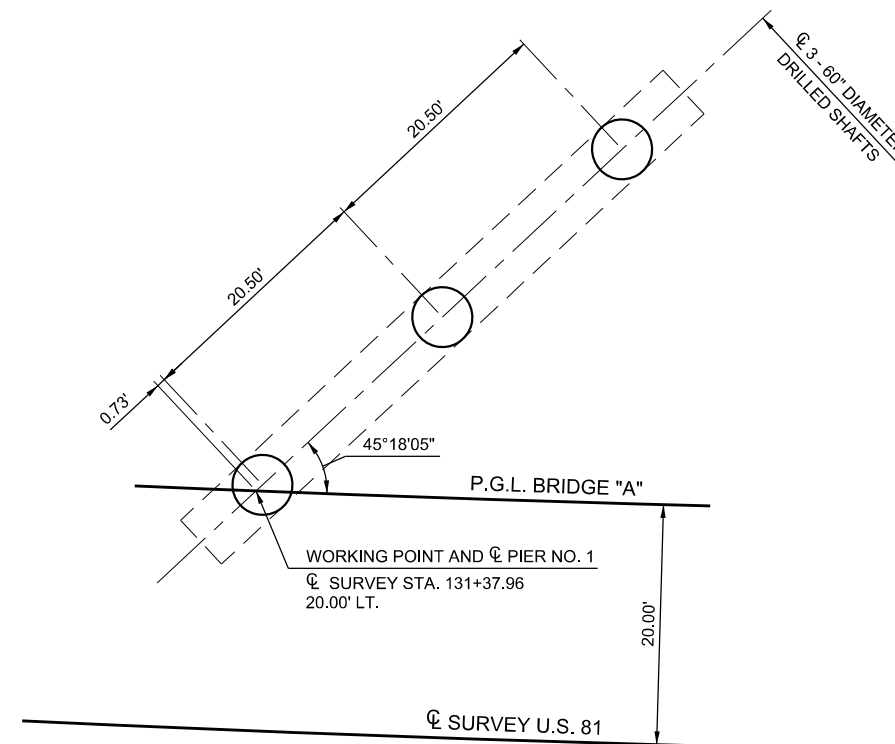 ℄ 3 - 60" DIAMETER
DRILLED SHAFTS
20.50'
20.50'
0.73'
45°18'05"
P.G.L. BRIDGE "A"
WORKING POINT AND ℄ PIER NO. 1
℄ SURVEY STA. 131+37.96
20.00' LT.
20.00'
℄ SURVEY U.S. 81